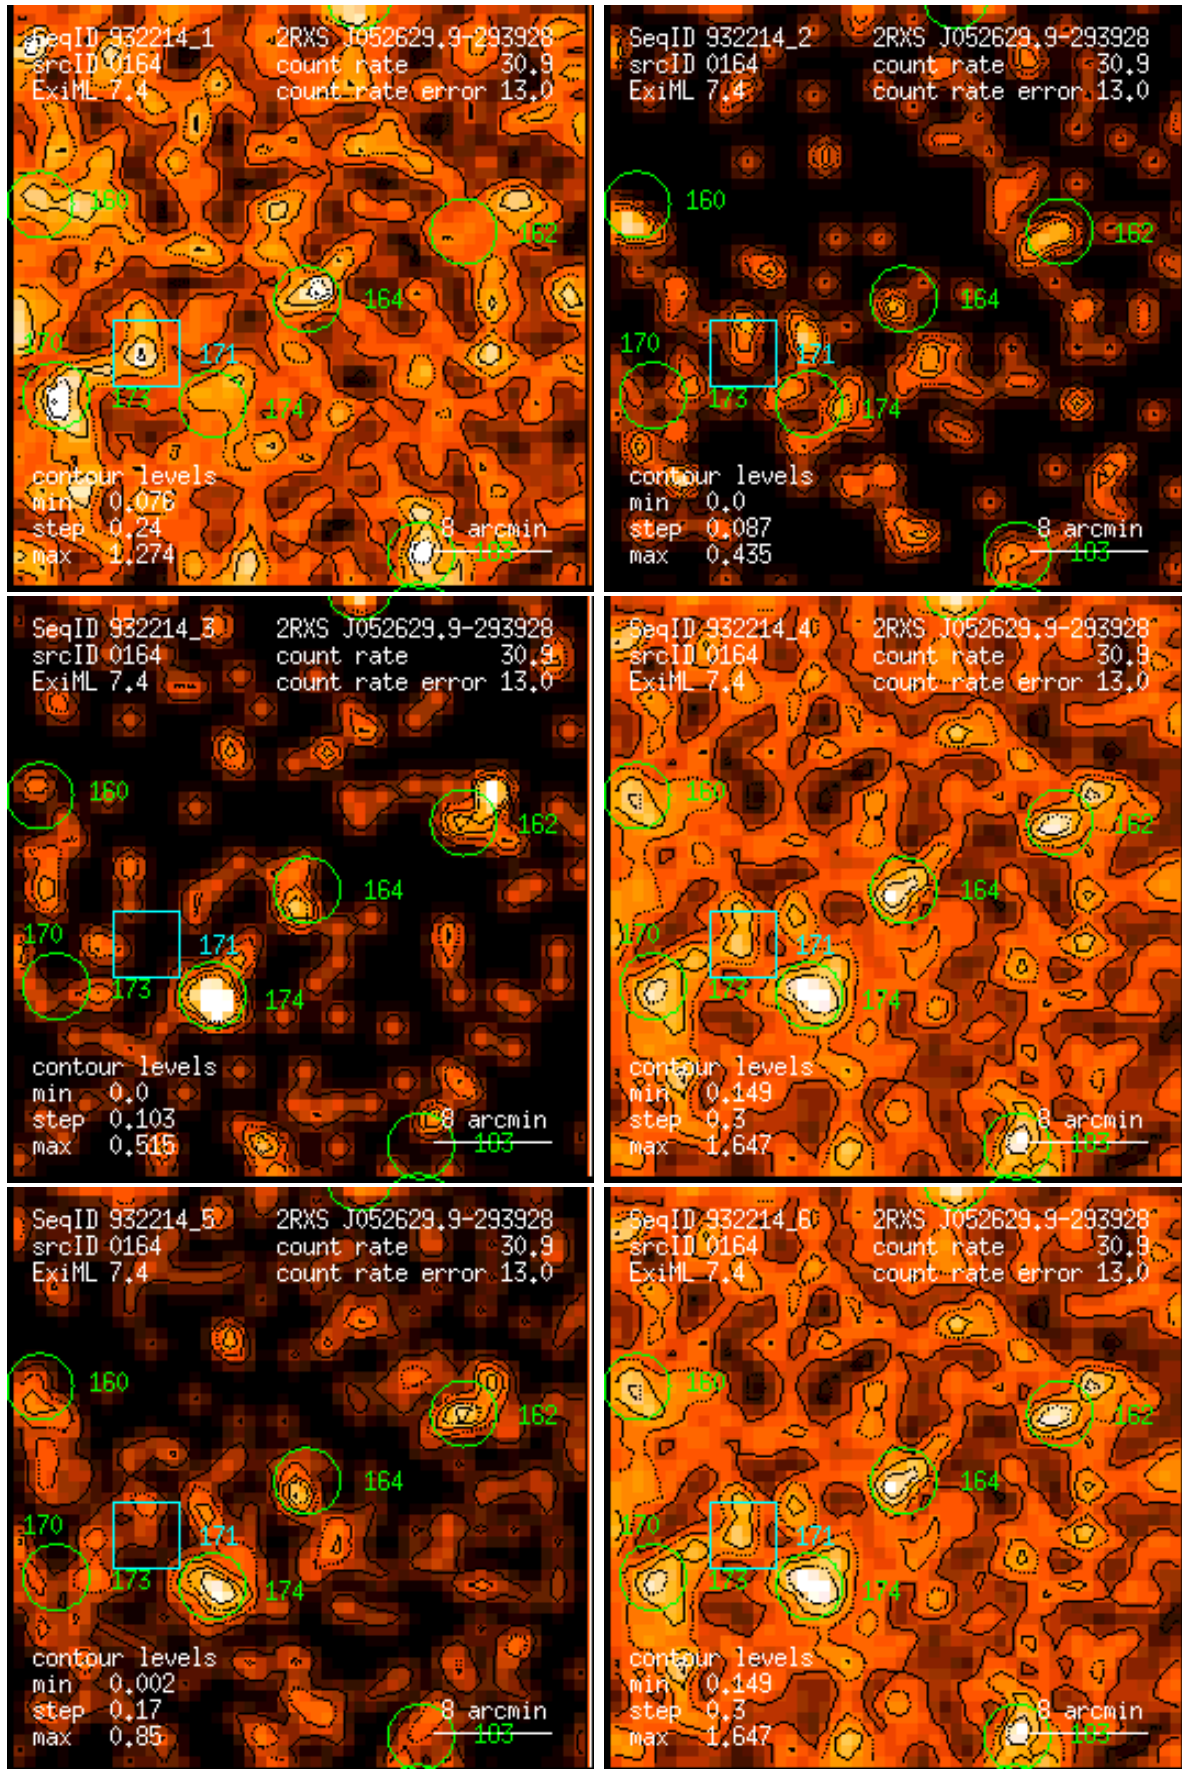 SeqID 932214_1 2RXS J052629.9-293928
srcID 0164 count rate 30.9
ExiML 7.4 count rate error 13.0
160
162
164
170
171
173
174
contour levels
min 0.076
step 0.24 8 arcmin
max 1.274 103
SeqID 932214_2 2RXS J052629.9-293928
srcID 0164 count rate 30.9
ExiML 7.4 count rate error 13.0
160
162
164
170
171
173
174
contour levels
min 0.0
step 0.087 8 arcmin
max 0.435 103
SeqID 932214_3 2RXS J052629.9-293928
srcID 0164 count rate 30.9
ExiML 7.4 count rate error 13.0
160
162
164
170
171
173
174
contour levels
min 0.0
step 0.103 8 arcmin
max 0.515 103
SeqID 932214_4 2RXS J052629.9-293928
srcID 0164 count rate 30.9
ExiML 7.4 count rate error 13.0
160
162
164
170
171
173
174
contour levels
min 0.149
step 0.3 8 arcmin
max 1.647 103
SeqID 932214_5 2RXS J052629.9-293928
srcID 0164 count rate 30.9
ExiML 7.4 count rate error 13.0
160
162
164
170
171
173
174
contour levels
min 0.002
step 0.17 8 arcmin
max 0.85 103
SeqID 932214_6 2RXS J052629.9-293928
srcID 0164 count rate 30.9
ExiML 7.4 count rate error 13.0
160
162
164
170
171
173
174
contour levels
min 0.149
step 0.3 8 arcmin
max 1.647 103